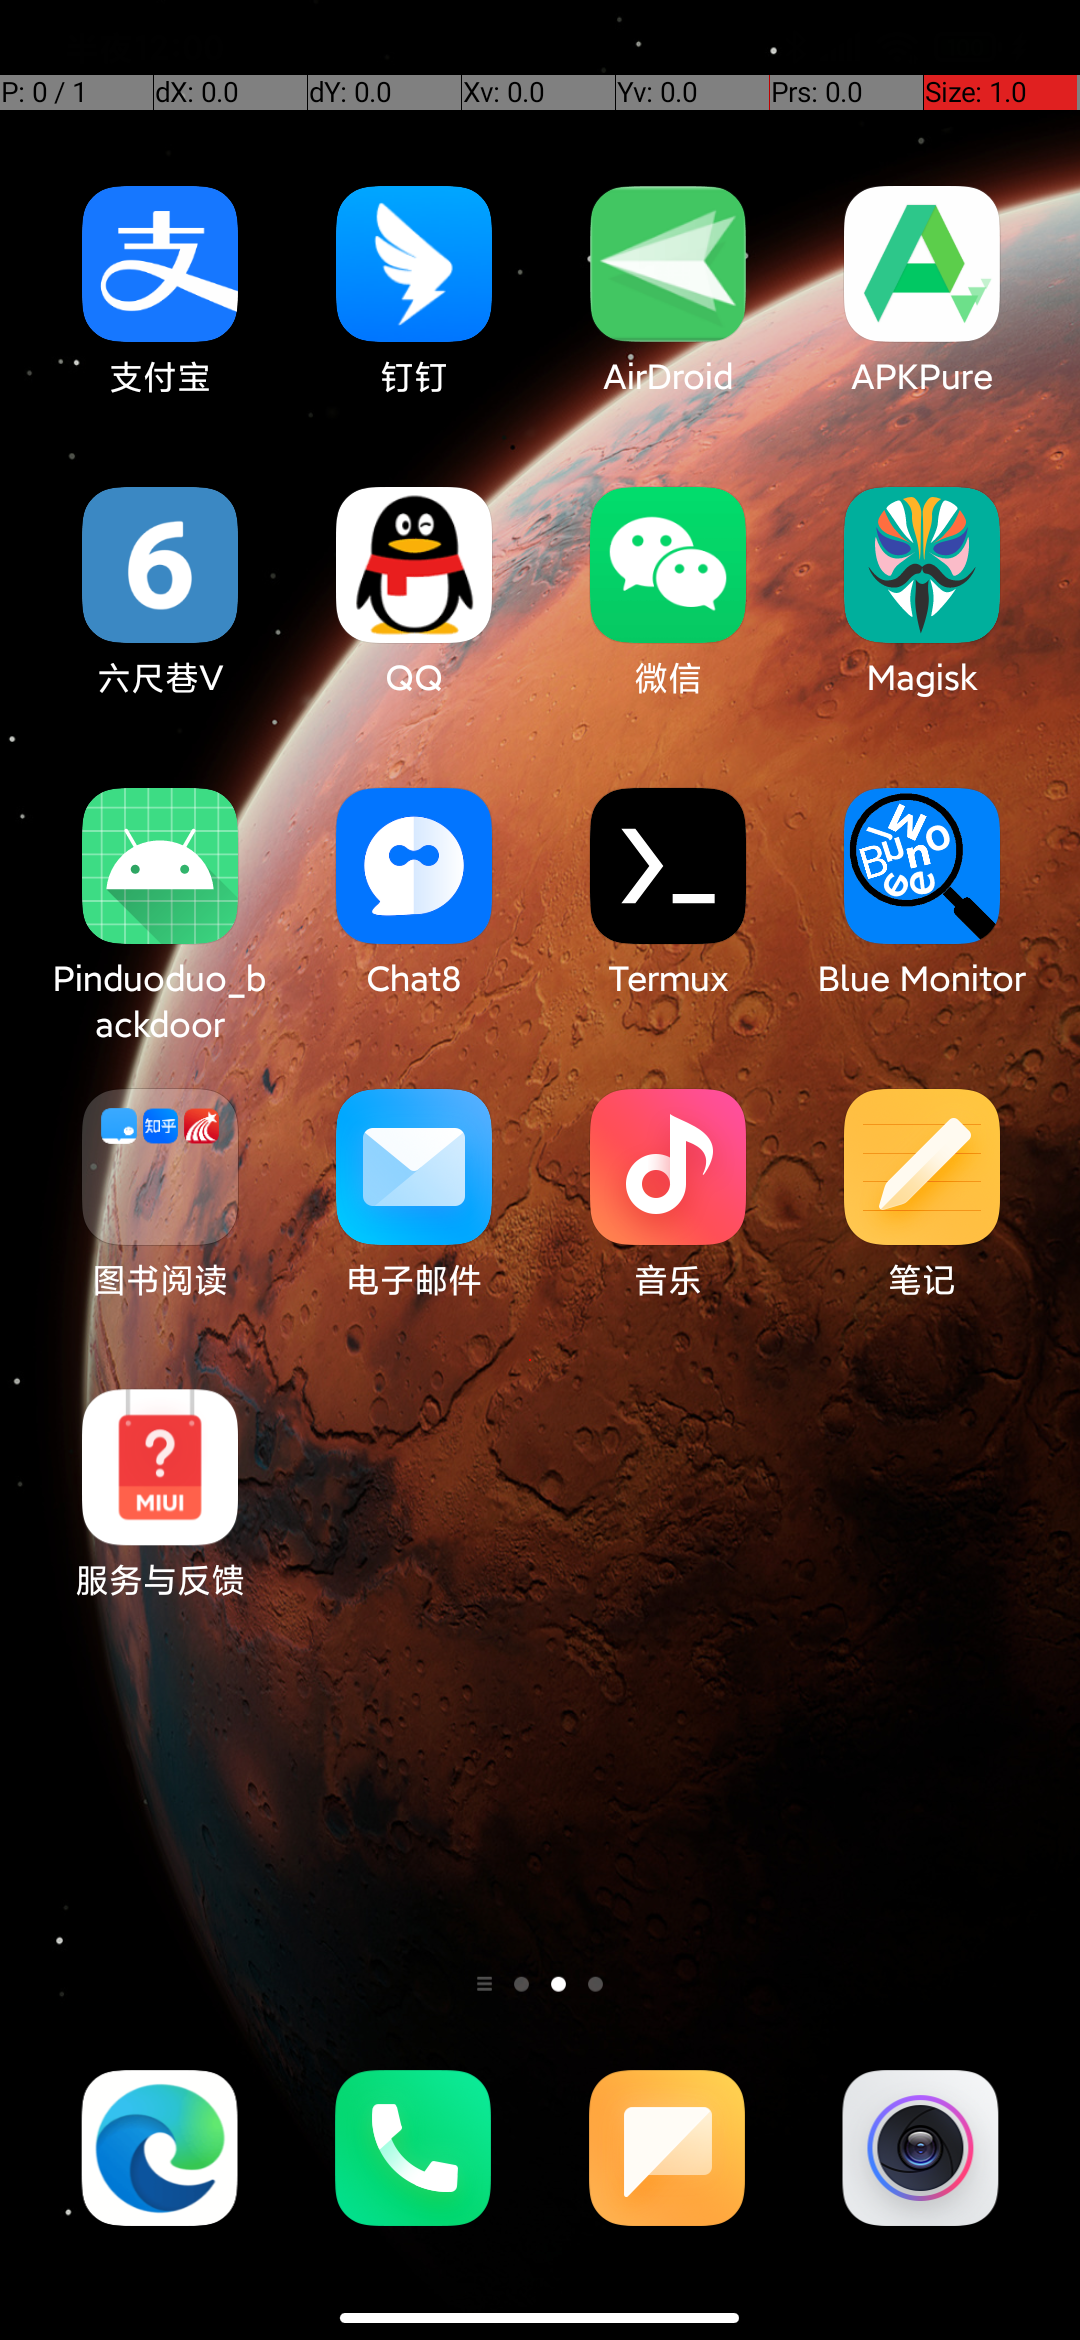 P: 0 / 1 dX: 0.0 dY: 0.0 Xv: 0.0 Yv: 0.0 Prs: 0.0 Size: 1.0
支
支付宝 钉钉 AirDroid APKPure
6
六尺巷V QQ 微信 Magisk
Pinduoduo_b
ackdoor
Chat8 Termux Blue Monitor
知乎
图书阅读 电子邮件 音乐 笔记
?
MIUI
服务与反馈